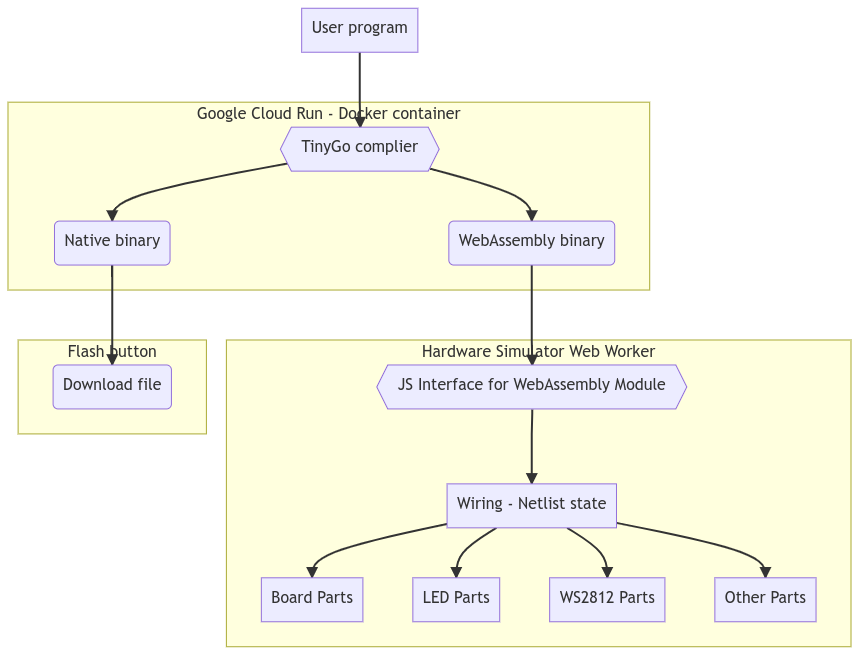 User program
Google Cloud Run - Docker container
TinyGo complier
Native binary
WebAssembly binary
Flash button
Download file
Hardware Simulator Web Worker
JS Interface for WebAssembly Module
Wiring - Netlist state
Board Parts
LED Parts
WS2812 Parts
Other Parts